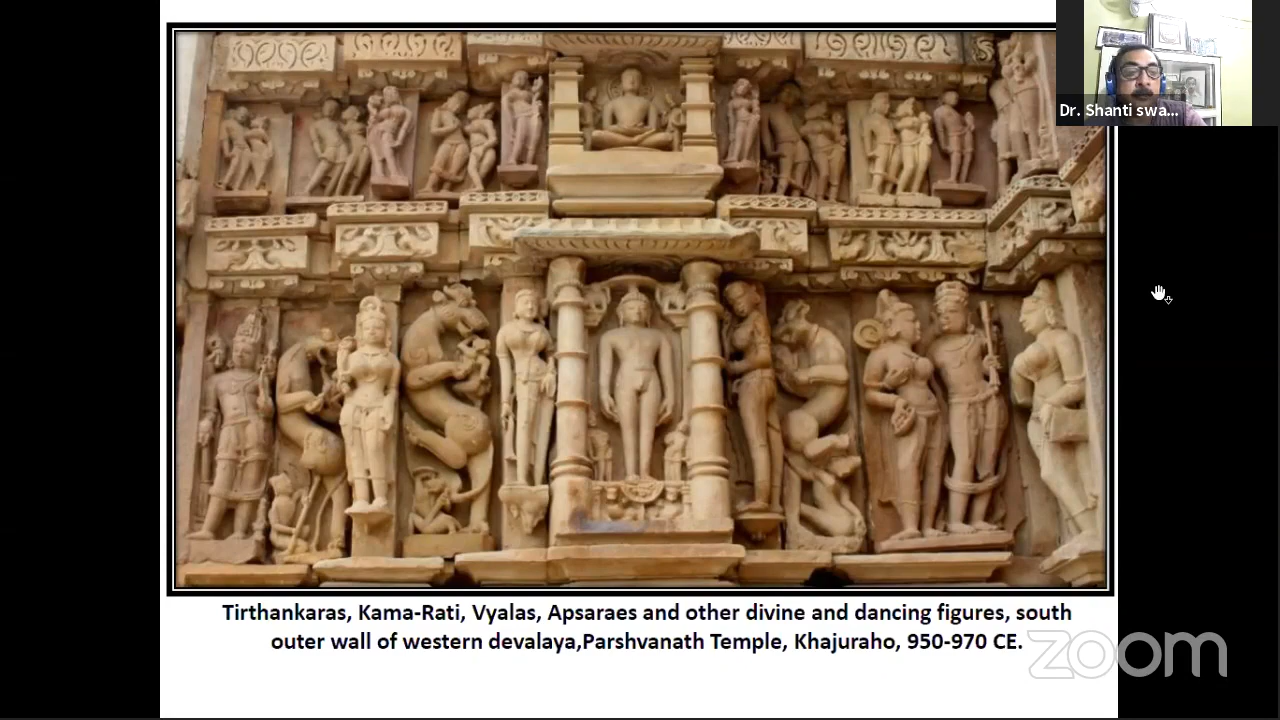 Dr. Shanti swa...
Tirthankaras, Kama-Rati, Vyalas, Apsaraes and other divine and dancing figures, south
outer wall of western devalaya,Parshvanath Temple, Khajuraho, 950-970 CE.
zoom